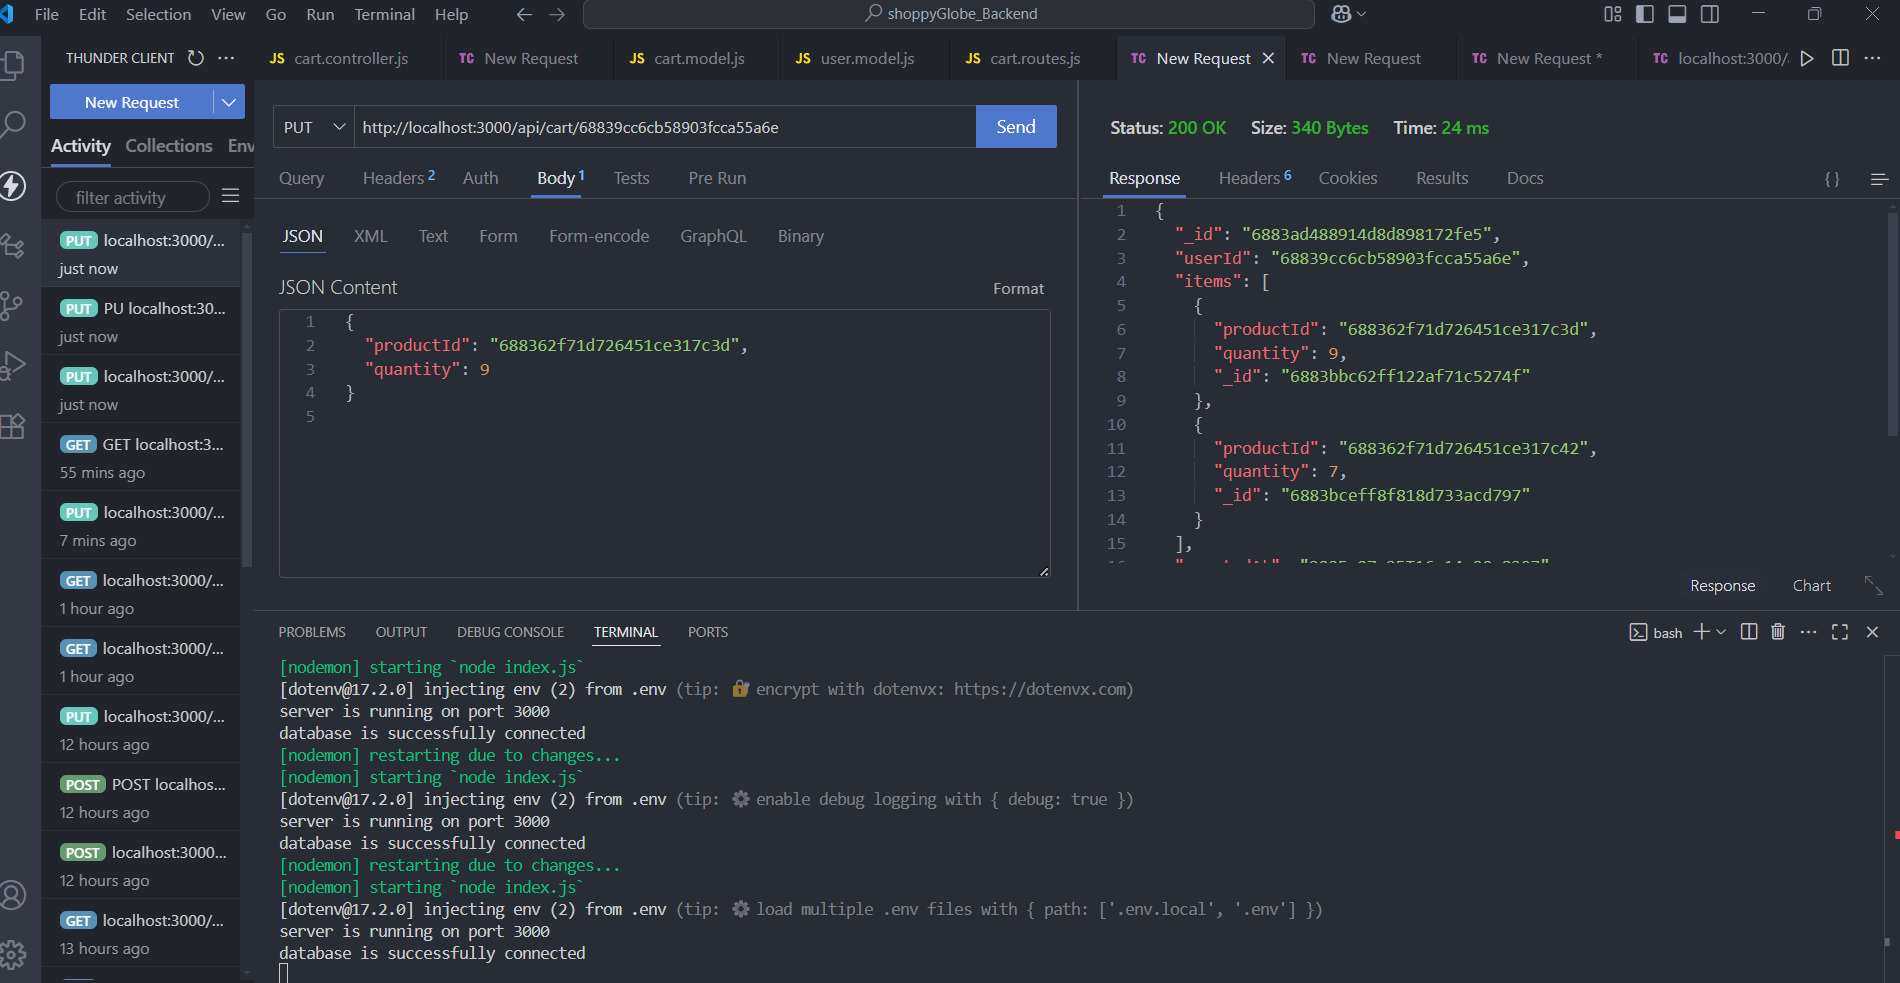 File Edit Selection View Go Run Terminal Help
shoppyGlobe_Backend
THUNDER CLIENT
JS cart.controller.js
TC New Request
JS cart.model.js
JS user.model.js
JS cart.routes.js
TC New Request
TC New Request
TC New Request *
TC localhost:3000/
New Request
Activity Collections Env
filter activity
PUT localhost:3000/...
just now
PUT PU localhost:30...
just now
PUT localhost:3000/...
just now
GET GET localhost:3...
55 mins ago
PUT localhost:3000/...
7 mins ago
GET localhost:3000/...
1 hour ago
GET localhost:3000/...
1 hour ago
PUT localhost:3000/...
12 hours ago
POST POST localhos...
12 hours ago
POST localhost:3000...
12 hours ago
GET localhost:3000/...
13 hours ago
PUT http://localhost:3000/api/cart/68839cc6cb58903fcca55a6e Send
Query Headers 2 Auth Body 1 Tests Pre Run
JSON XML Text Form Form-encode GraphQL Binary
JSON Content Format
1 {
2 "productId": "688362f71d726451ce317c3d",
3 "quantity": 9
4 }
5
Status: 200 OK Size: 340 Bytes Time: 24 ms
Response Headers 6 Cookies Results Docs { }
1 {
2 "_id": "6883ad488914d8d898172fe5",
3 "userId": "68839cc6cb58903fcca55a6e",
4 "items": [
5 {
6 "productId": "688362f71d726451ce317c3d",
7 "quantity": 9,
8 "_id": "6883bbc62ff122af71c5274f"
9 },
10 {
11 "productId": "688362f71d726451ce317c42",
12 "quantity": 7,
13 "_id": "6883bceff8f818d733acd797"
14 }
15 ],
Response Chart
PROBLEMS OUTPUT DEBUG CONSOLE TERMINAL PORTS
bash
[nodemon] starting `node index.js`
[dotenv@17.2.0] injecting env (2) from .env (tip: 🔐 encrypt with dotenvx: https://dotenvx.com)
server is running on port 3000
database is successfully connected
[nodemon] restarting due to changes...
[nodemon] starting `node index.js`
[dotenv@17.2.0] injecting env (2) from .env (tip: ⚙️ enable debug logging with { debug: true })
server is running on port 3000
database is successfully connected
[nodemon] restarting due to changes...
[nodemon] starting `node index.js`
[dotenv@17.2.0] injecting env (2) from .env (tip: ⚙️ load multiple .env files with { path: ['.env.local', '.env'] })
server is running on port 3000
database is successfully connected